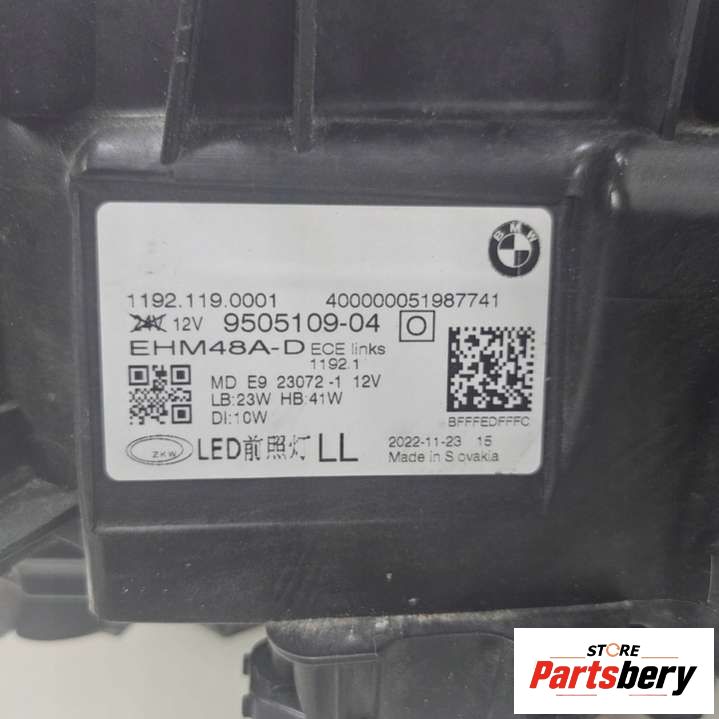 BMW
1192.119.0001 400000051987741
24V 12V 9505109-04 O
EHM48A-D ECE links
1192.1
MD E9 23072-1 12V
LB:23W HB:41W
DI:10W
BFFFEDFFFC
ZKW LED前照灯 LL
2022-11-23 15
Made in Slovakia
STORE
Partsbery